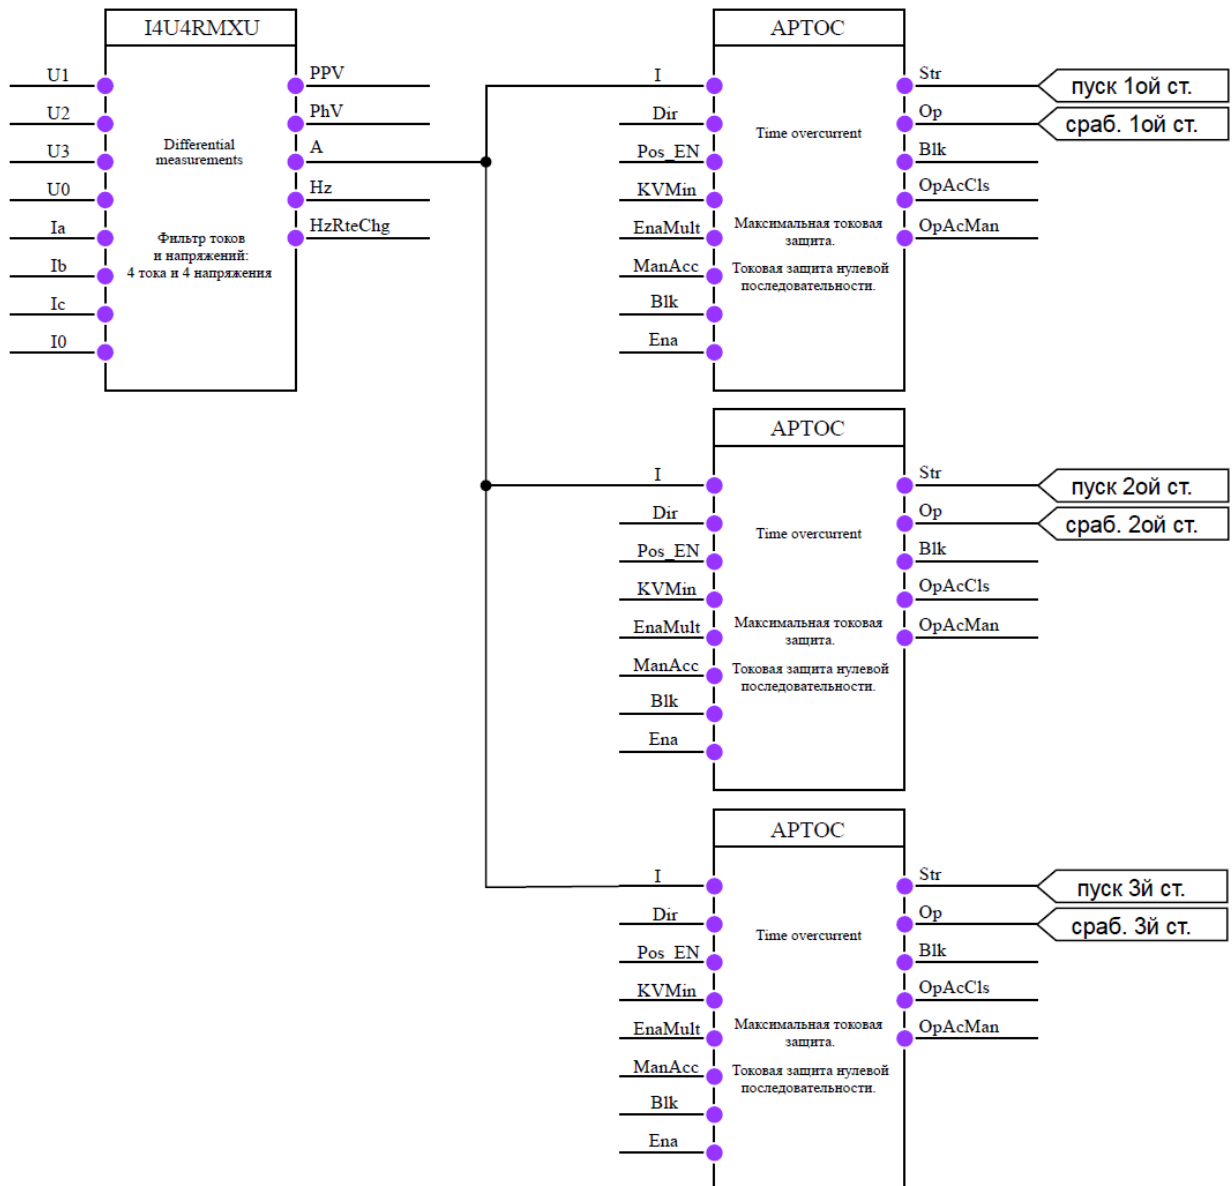 I4U4RMXU
U1
U2
U3
U0
Ia
Ib
Ic
I0
Differential
measurements
Фильтр токов
и напряжений:
4 тока и 4 напряжения
PPV
PhV
A
Hz
HzRteChg
APTOC
I
Dir
Pos_EN
KVMin
EnaMult
ManAcc
Blk
Ena
Time overcurrent
Максимальная токовая
защита.
Токовая защита нулевой
последовательности.
Str
Op
Blk
OpAcCls
OpAcMan
пуск 1ой ст.
сраб. 1ой ст.
APTOC
I
Dir
Pos_EN
KVMin
EnaMult
ManAcc
Blk
Ena
Time overcurrent
Максимальная токовая
защита.
Токовая защита нулевой
последовательности.
Str
Op
Blk
OpAcCls
OpAcMan
пуск 2ой ст.
сраб. 2ой ст.
APTOC
I
Dir
Pos_EN
KVMin
EnaMult
ManAcc
Blk
Ena
Time overcurrent
Максимальная токовая
защита.
Токовая защита нулевой
последовательности.
Str
Op
Blk
OpAcCls
OpAcMan
пуск 3й ст.
сраб. 3й ст.